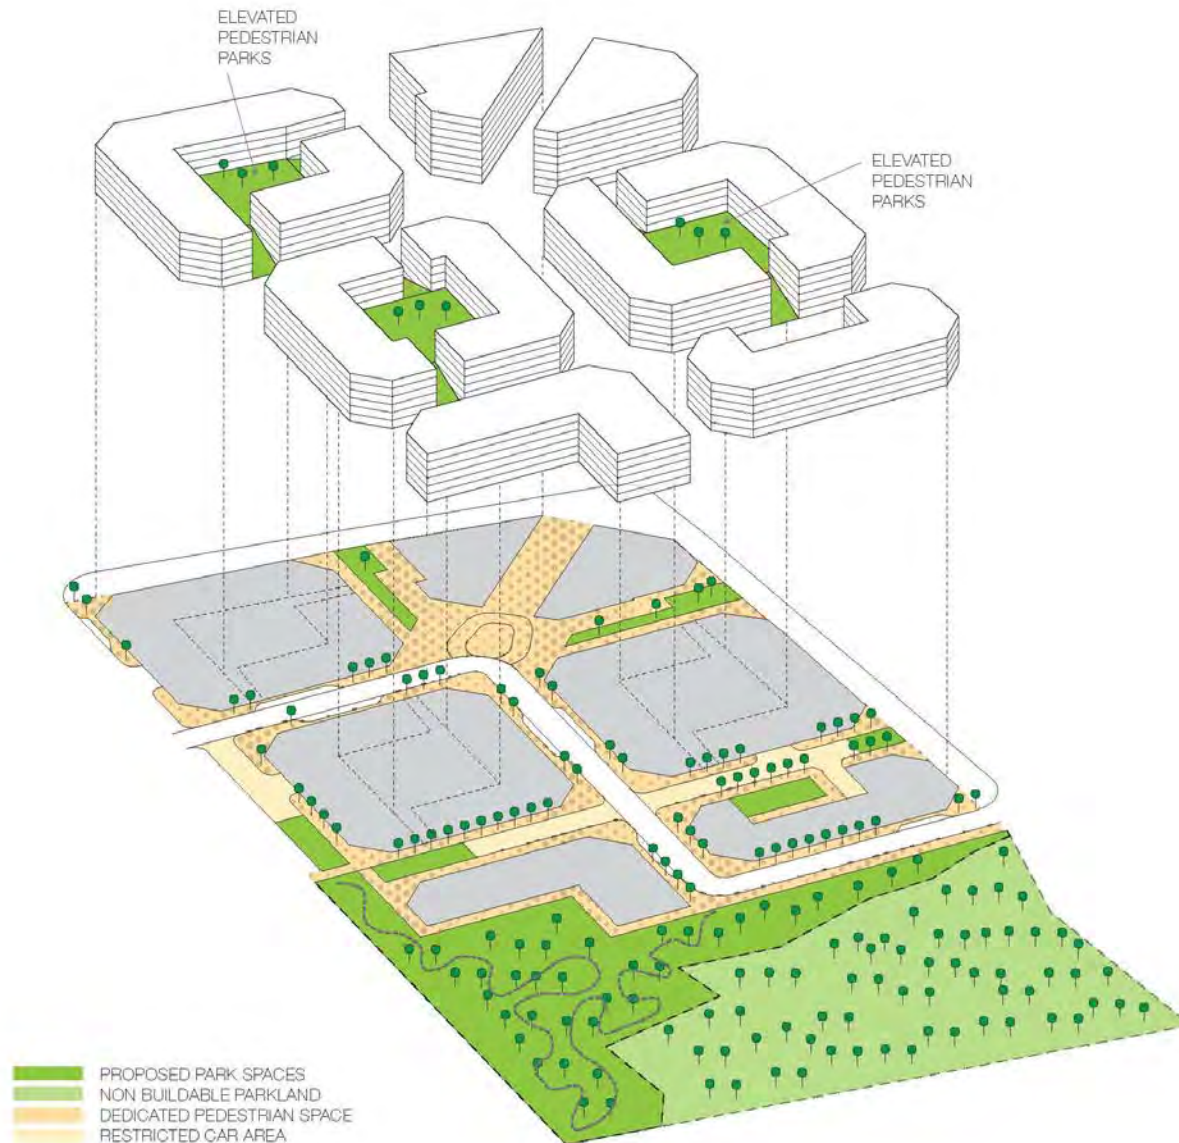 ELEVATED
PEDESTRIAN
PARKS
ELEVATED
PEDESTRIAN
PARKS
PROPOSED PARK SPACES
NON BUILDABLE PARKLAND
DEDICATED PEDESTRIAN SPACE
RESTRICTED CAR AREA